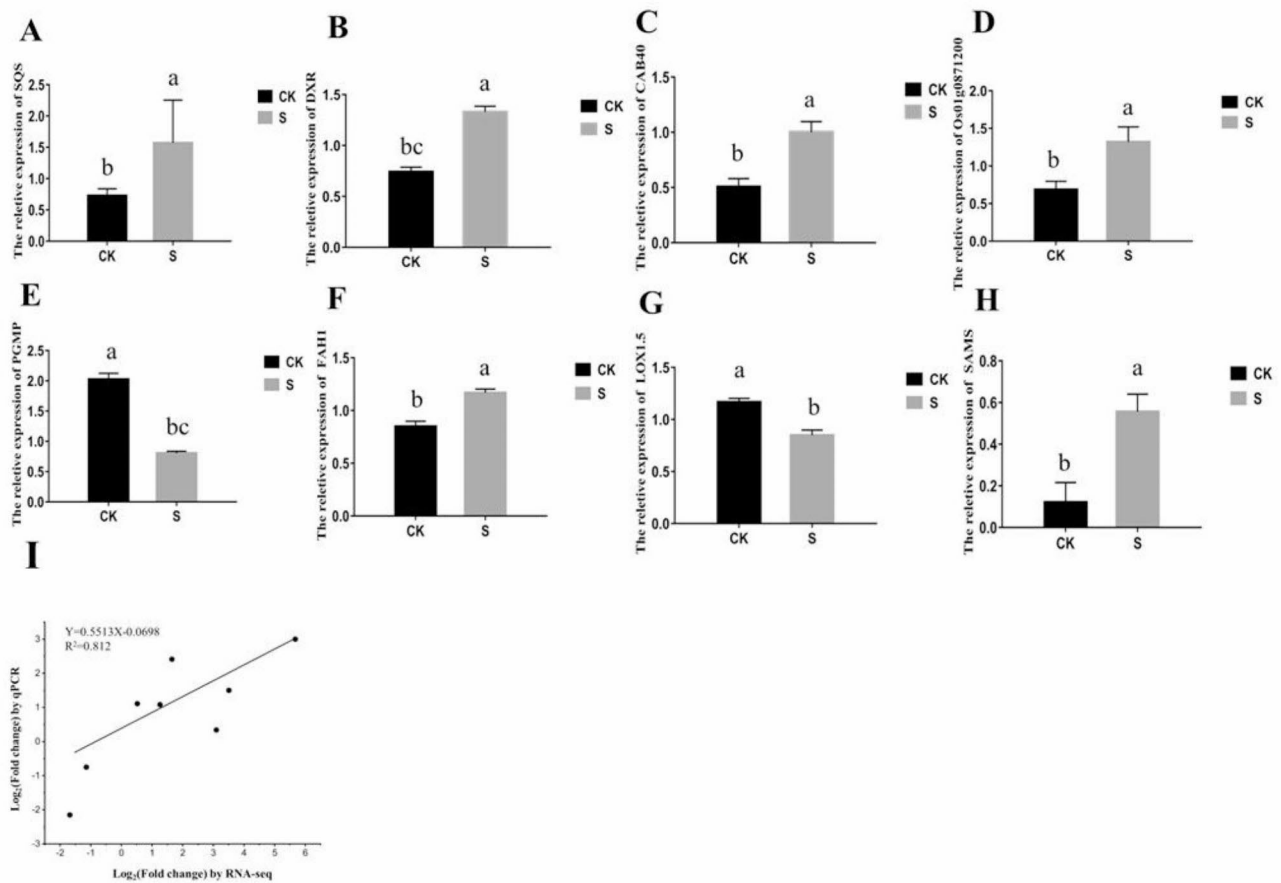 A
The reletive expression of SQS
2.5
2.0
1.5
1.0
0.5
0.0
b
a
CK
S
CK
S
B
The reletive expression of DXR
1.5
1.0
0.5
0.0
bc
a
CK
S
CK
S
C
The reletive expression of CAB40
1.5
1.0
0.5
0.0
b
a
CK
S
CK
S
D
The reletive expression of Os01g0871200
2.0
1.5
1.0
0.5
0.0
b
a
CK
S
CK
S
E
The reletive expression of PGMP
2.5
2.0
1.5
1.0
0.5
0.0
a
bc
CK
S
CK
S
F
The reletive expression of FAH1
1.5
1.0
0.5
0.0
b
a
CK
S
CK
S
G
The reletive expression of LOX1.5
1.5
1.0
0.5
0.0
a
b
CK
S
CK
S
H
The reletive expression of SAMS
0.8
0.6
0.4
0.2
0.0
b
a
CK
S
CK
S
I
Y=0.5513X-0.0698
R²=0.812
Log₂(Fold change) by qPCR
3
2
1
0
-1
-2
-3
-2 -1 0 1 2 3 4 5 6
Log₂(Fold change) by RNA-seq